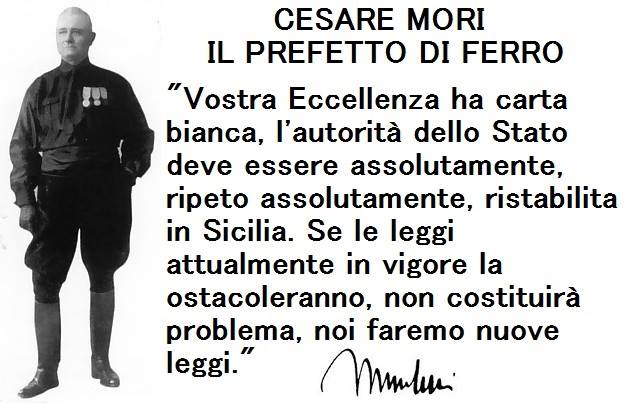 CESARE MORI
IL PREFETTO DI FERRO
"Vostra Eccellenza ha carta
bianca, l'autorità dello Stato
deve essere assolutamente,
ripeto assolutamente, ristabilita
in Sicilia. Se le leggi
attualmente in vigore la
ostacoleranno, non costituirà
problema, noi faremo nuove
leggi."